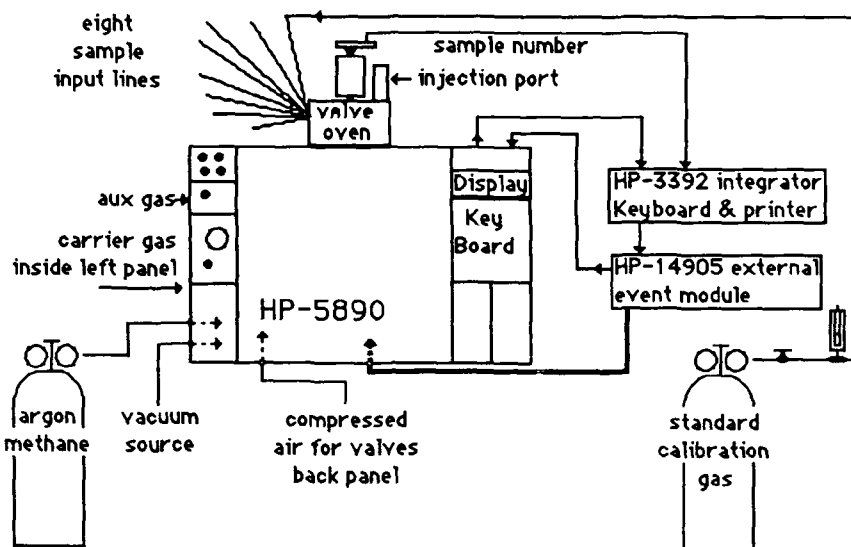 eight
sample
input lines
sample number
injection port
valve
oven
Display
Key
Board
HP-3392 integrator
Keyboard & printer
HP-14905 external
event module
aux gas
carrier gas
inside left panel
HP-5890
argon
methane
vacuum
source
compressed
air for valves
back panel
standard
calibration
gas